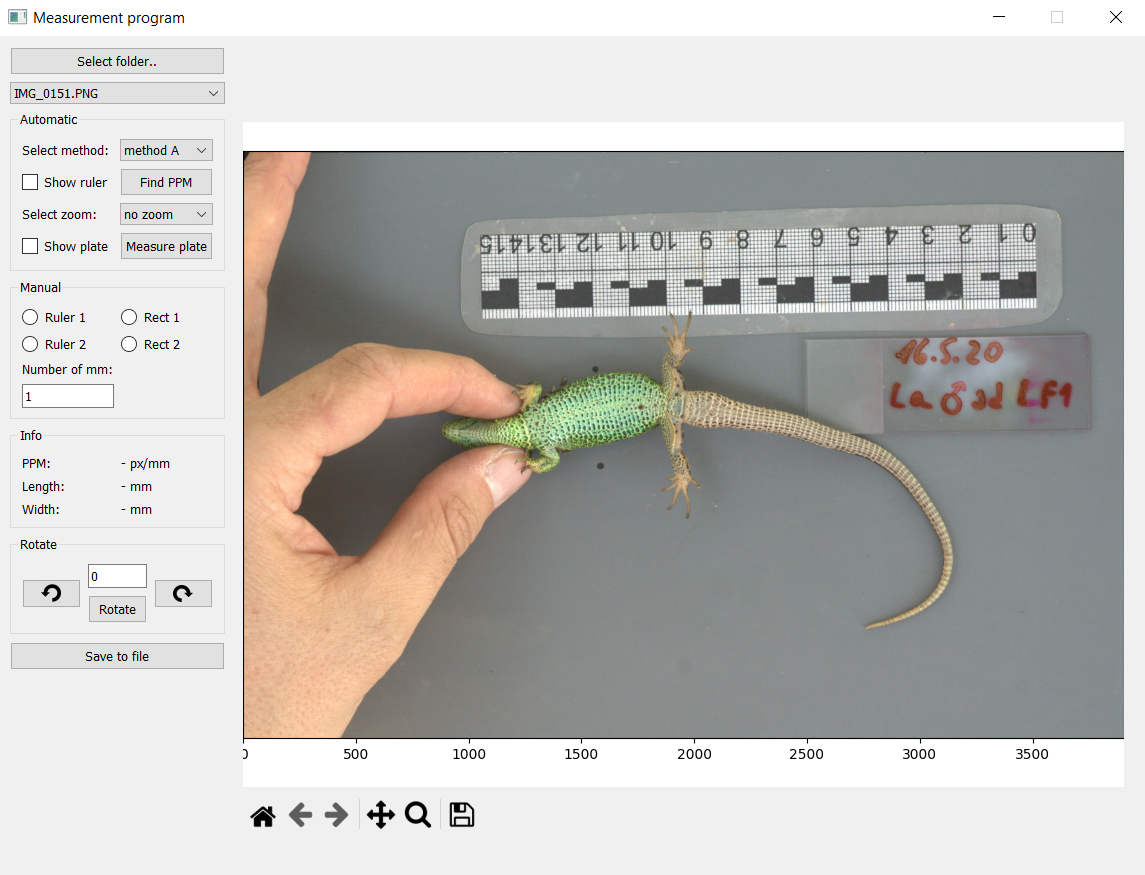 Measurement program
Select folder..
IMG_0151.PNG
Automatic
Select method: method A
Show ruler Find PPM
Select zoom: no zoom
Show plate Measure plate
Manual
Ruler 1 Rect 1
Ruler 2 Rect 2
Number of mm:
1
Info
PPM: - px/mm
Length: - mm
Width: - mm
Rotate
0
Rotate
Save to file
15 14 13 12 11 10 9 8 7 6 5 4 3 2 1 0
16.5.20
La ♂ ad LF1
0 500 1000 1500 2000 2500 3000 3500